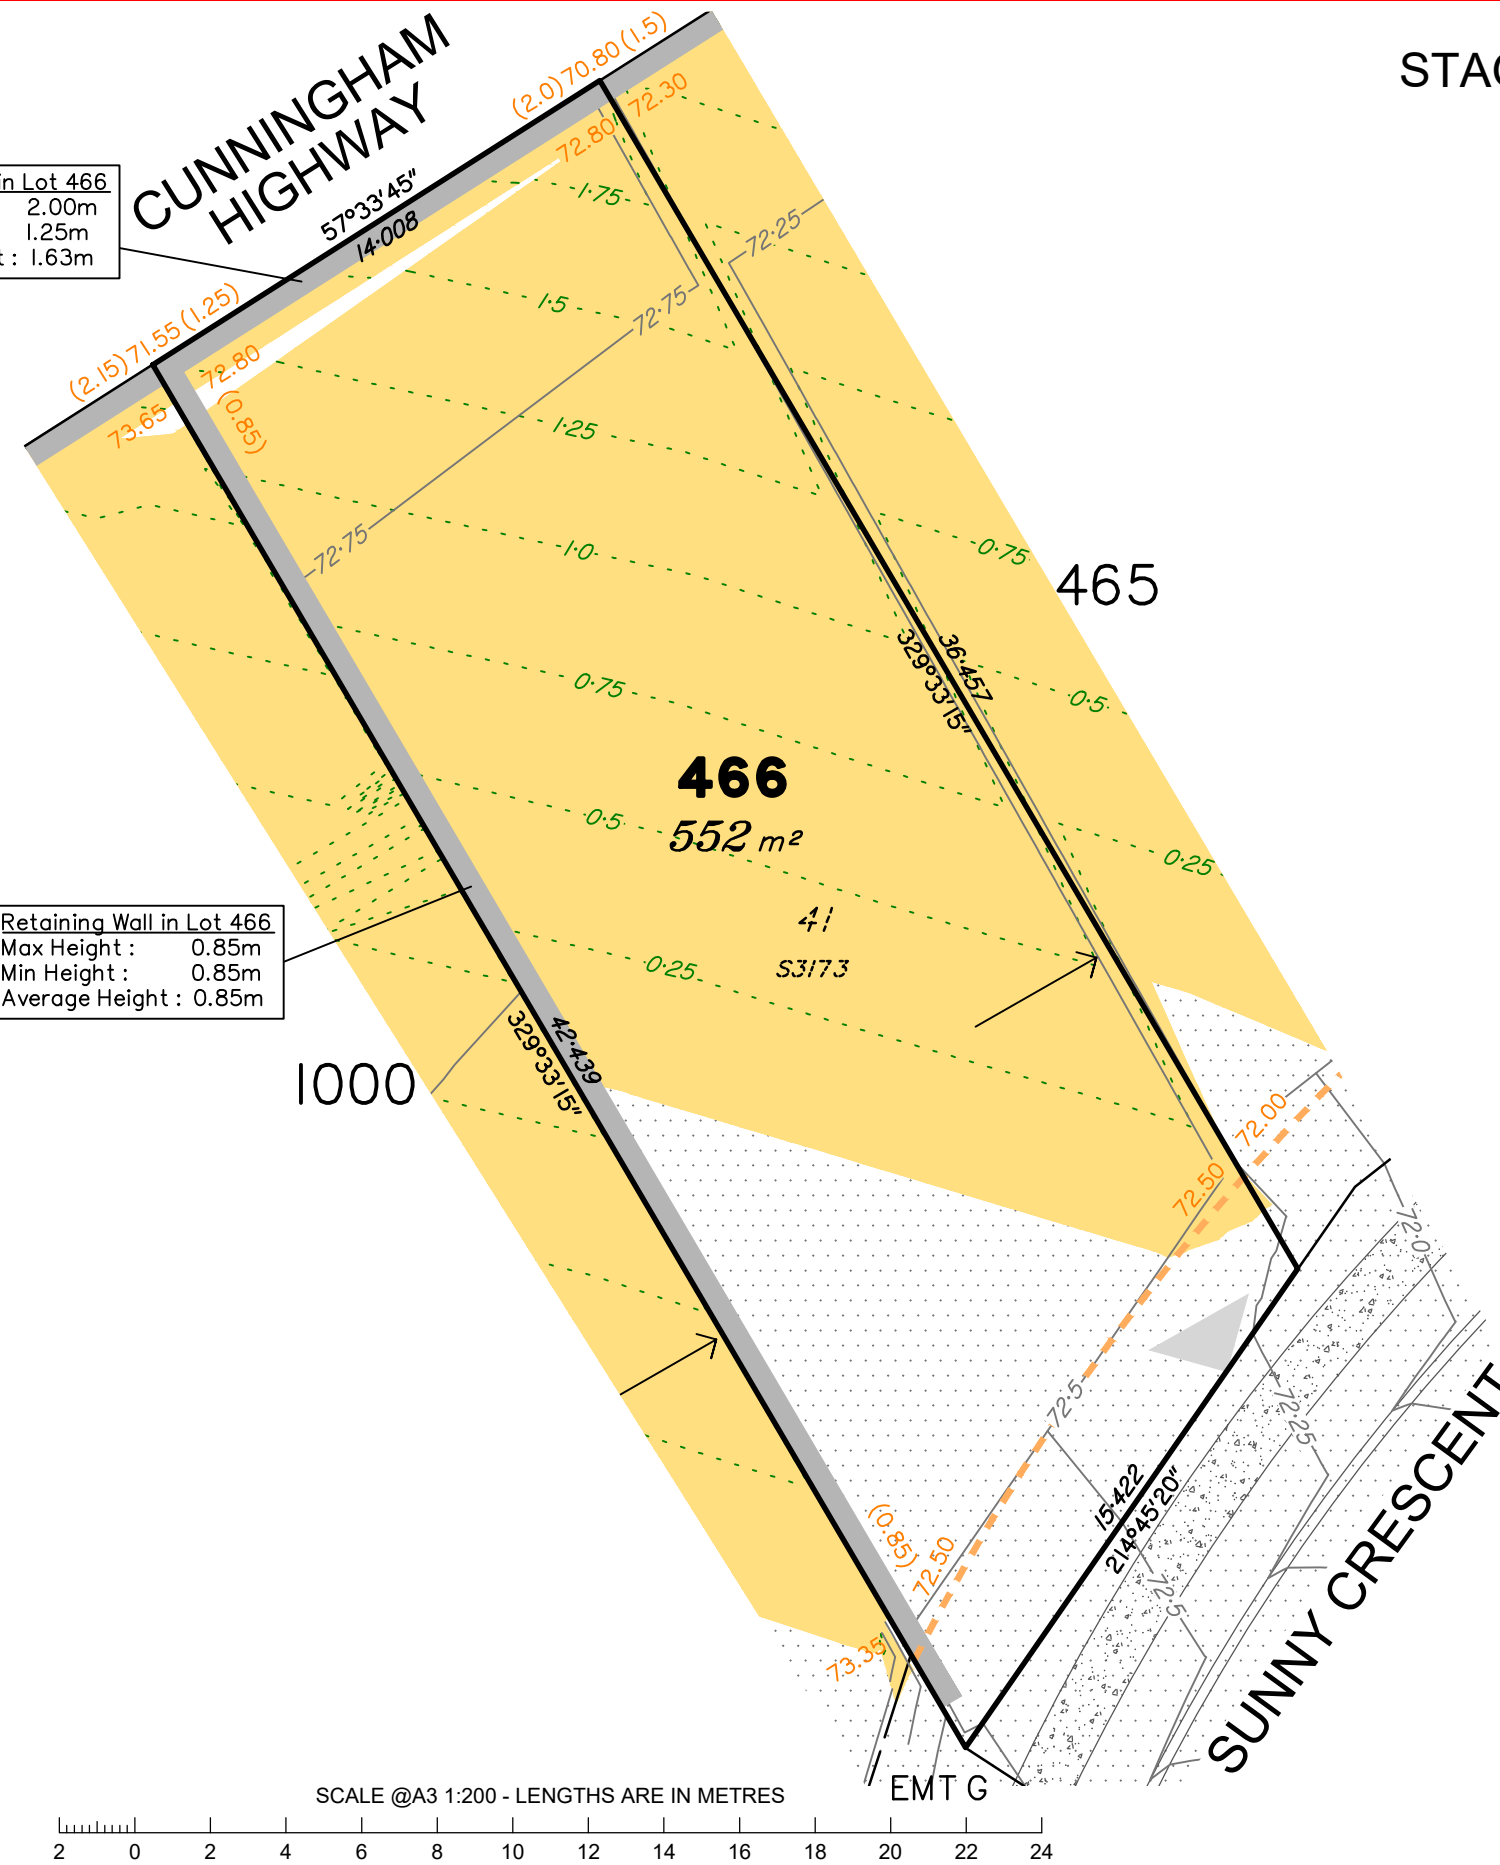 STAG
CUNNINGHAM
HIGHWAY
(2.0) 70.80 (1.5)
72.30
72.80
in Lot 466
2.00m
1.25m
t : 1.63m
57°33'45"
14·008
1·75
72·25
(2.15) 71.55 (1.25)
72·75
1·5
72.80
73.65
(0.85)
1·25
72·75
1·0
0·75
465
36·457
329°33'15"
0·75
0·5
466
552 m²
0·5
0·25
41
S3173
Retaining Wall in Lot 466
Max Height : 0.85m
Min Height : 0.85m
Average Height : 0.85m
0·25
1000
42·439
329°33'15"
72.00
72.50
72·0
72·5
72·25
15·422
214°45'20"
(0.85)
72.50
72·5
73.35
SUNNY CRESCENT
EMT G
SCALE @A3 1:200 - LENGTHS ARE IN METRES
2 0 2 4 6 8 10 12 14 16 18 20 22 24